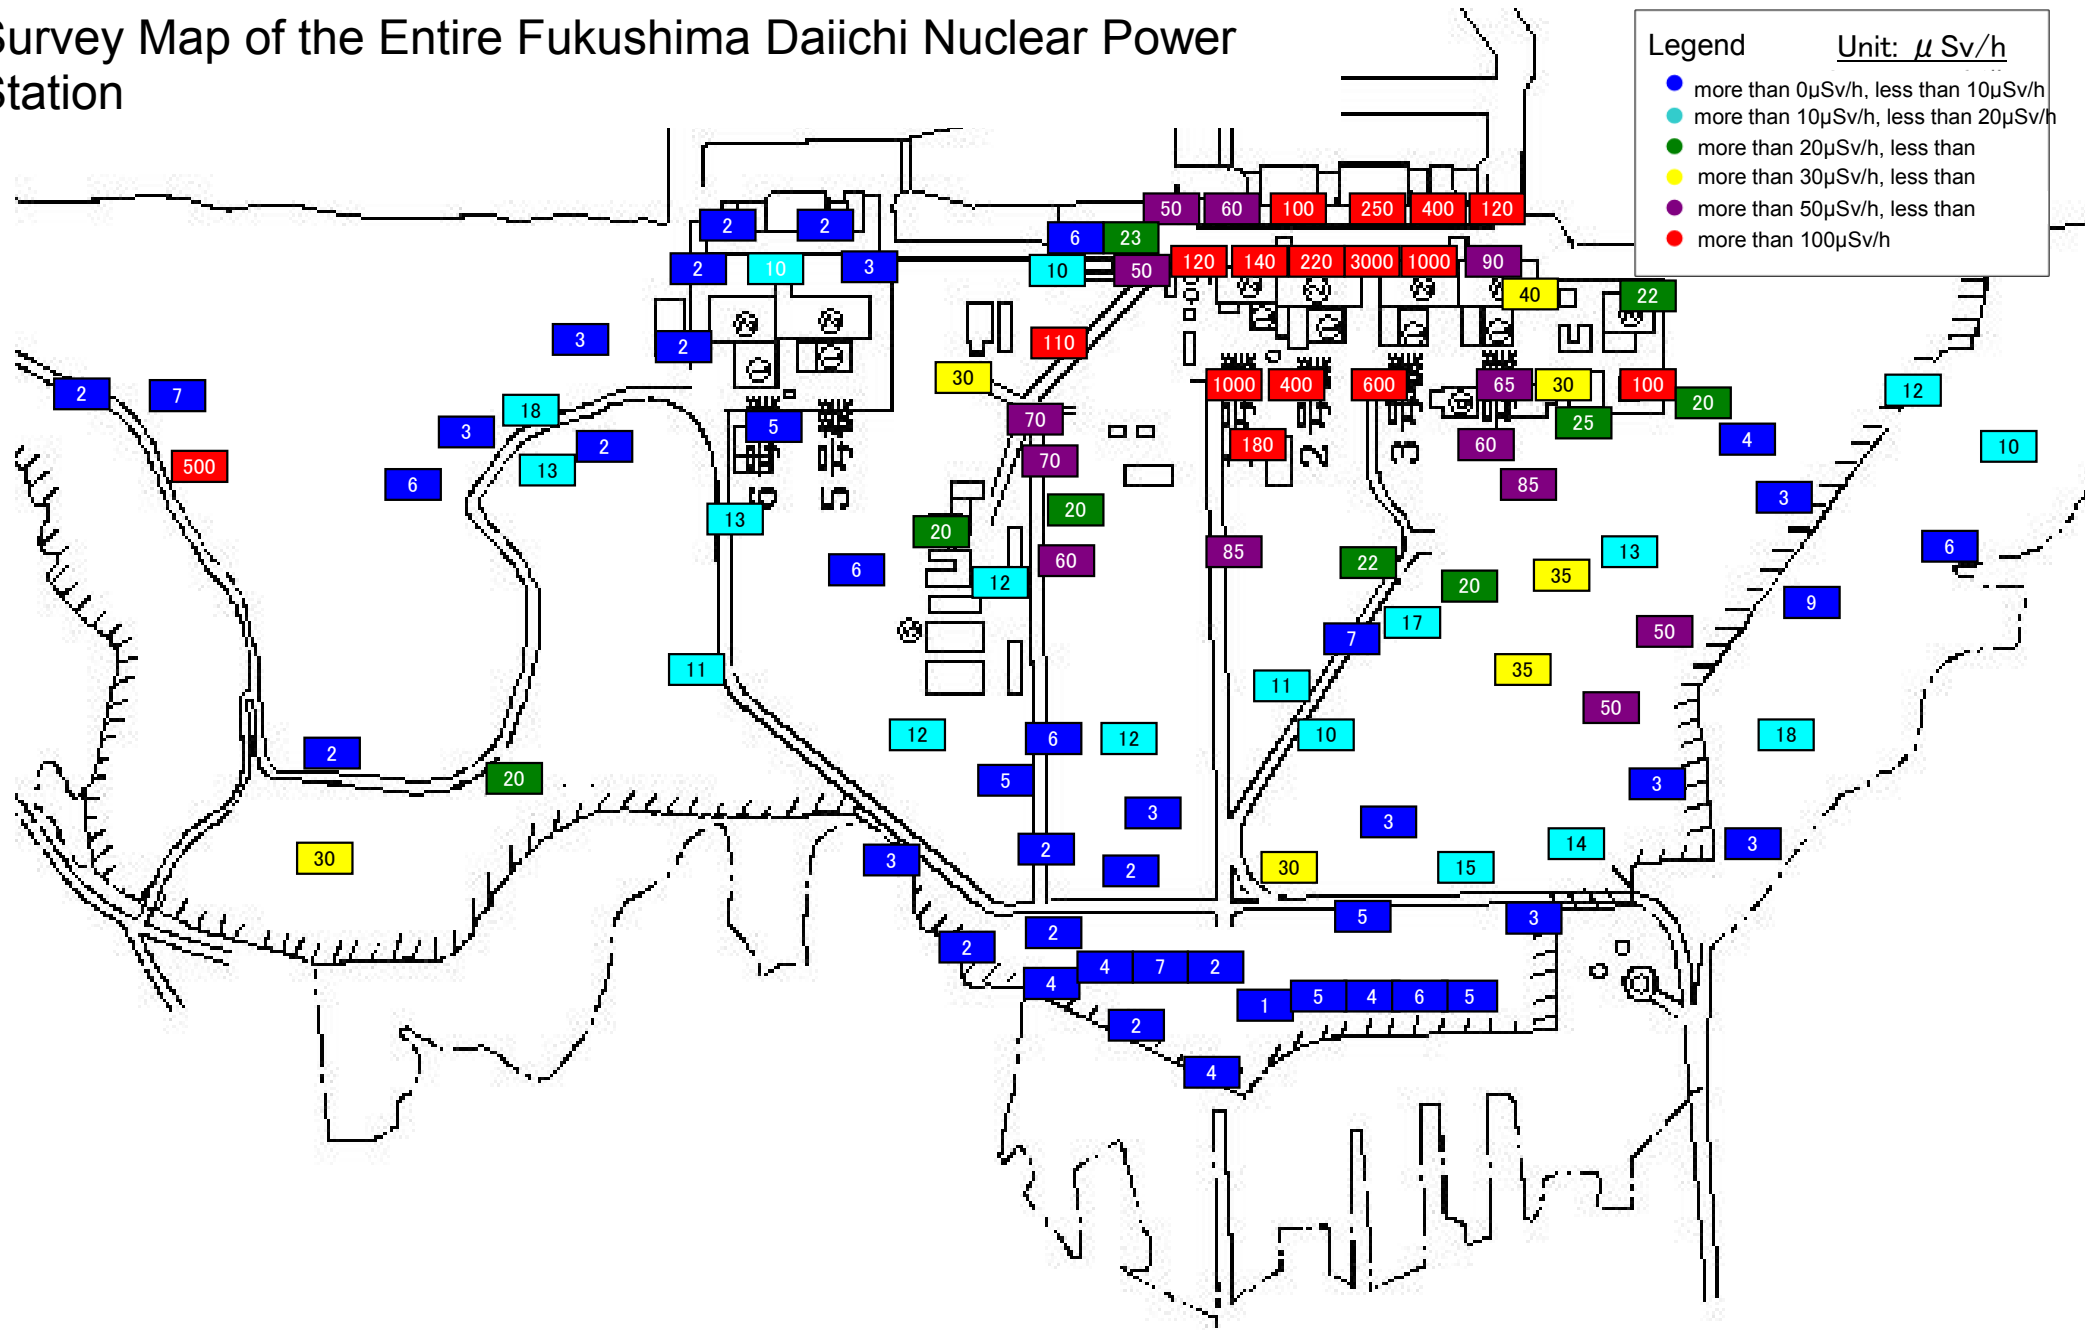 Survey Map of the Entire Fukushima Daiichi Nuclear Power
Station
Legend
Unit: μ Sv/h
more than 0μSv/h, less than 10μSv/h
more than 10μSv/h, less than 20μSv/h
more than 20μSv/h, less than
more than 30μSv/h, less than
more than 50μSv/h, less than
more than 100μSv/h
50 60 100 250 400 120
2 2 6 23
2 10 3 10 50 120 140 220 3000 1000 90
40 22
3 2 110
30
2 7 1000 400 600 65 30 100 12
18 70 20
3 5 25
2 180 60 4 10
500 13 70
6 85
3
13 20
20
6 85 13
6 60 22
12 20 35
9
17
7 50
11 35
11
50
12 6 12 10 18
2
20 5 3
3 3
2 14 3
30 3 2 30 15
5 3
2 2
4 7 2
4 5 4 6 5
1
2
4
2
3
5-